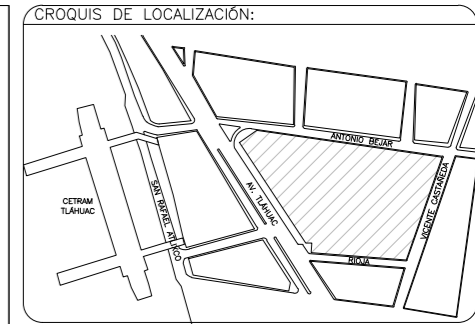 CROQUIS DE LOCALIZACIÓN:
ANTONIO BEJAR
CETRAM
TLÁHUAC
SAN RAFAEL ATLIXCO
AV. TLÁHUAC
VICENTE CASTAÑEDA
RIOJA